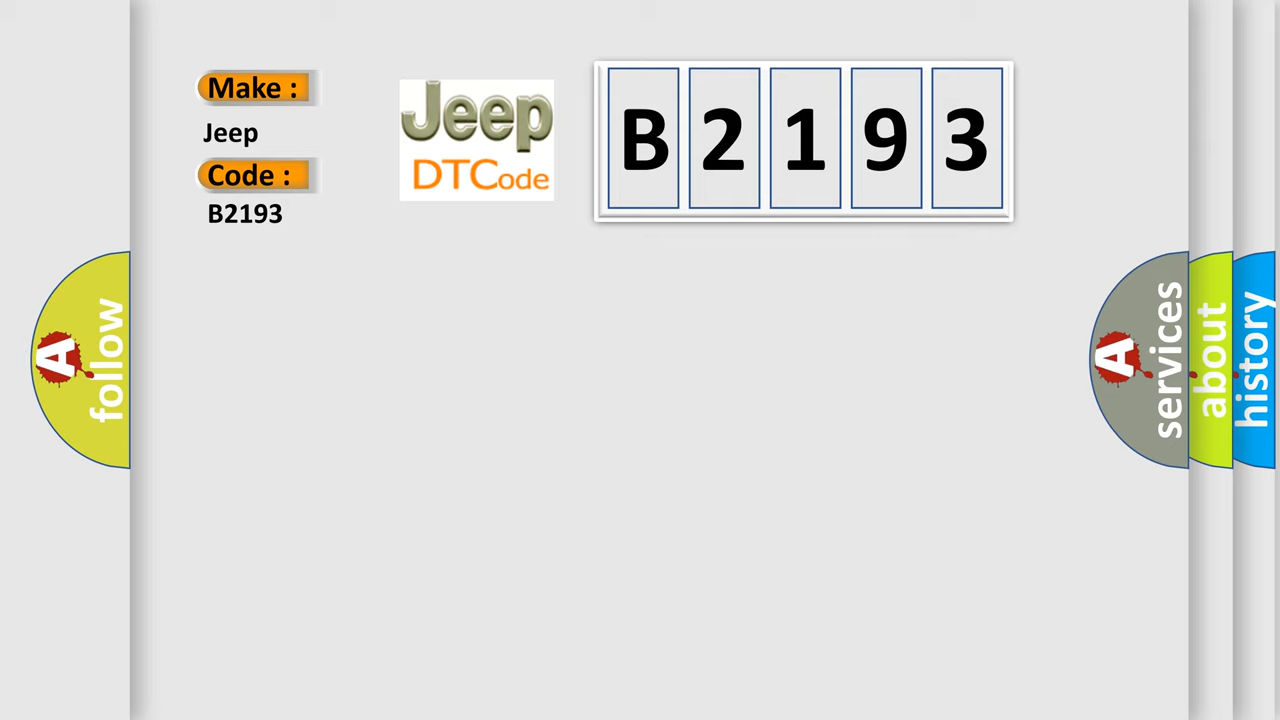 Make :
Jeep
Code :
B2193
Jeep
DTCode
B 2 1 9 3
A follow
A services
about
history